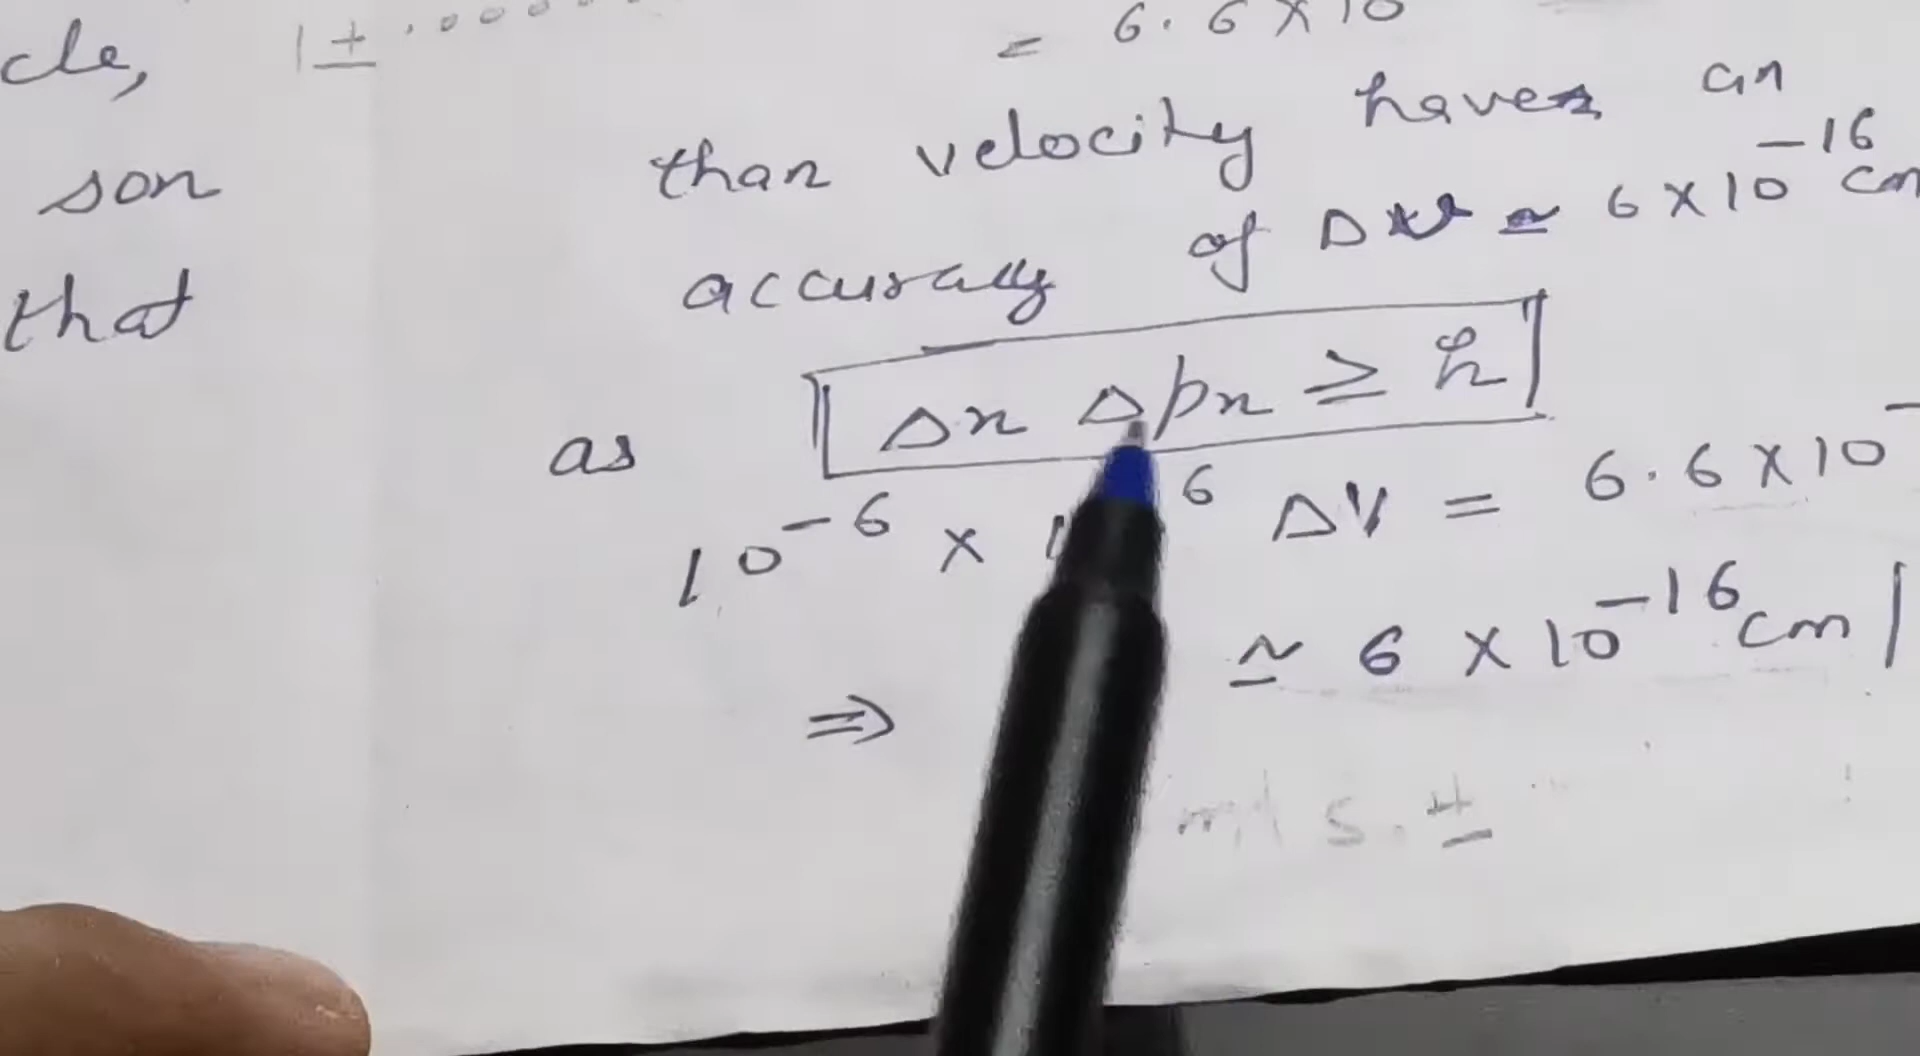 cle,
son
that
1 ±
= 6.6 × 10
than velocity haves an
accuracy of Δv ≃ 6 × 10⁻¹⁶ cm
as Δx Δpx ≥ ħ
10⁻⁶ × 6 ΔV = 6.6 × 10⁻
⇒ ≃ 6 × 10⁻¹⁶ cm/